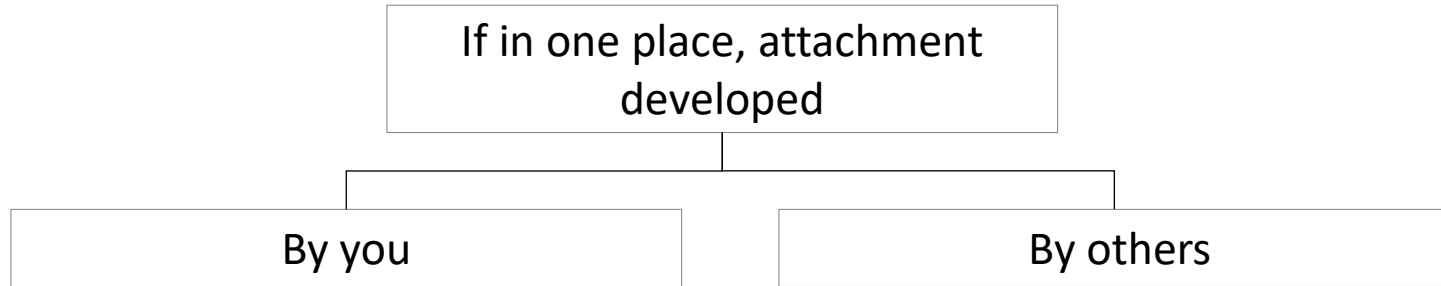 If in one place, attachment
developed
By you
By others